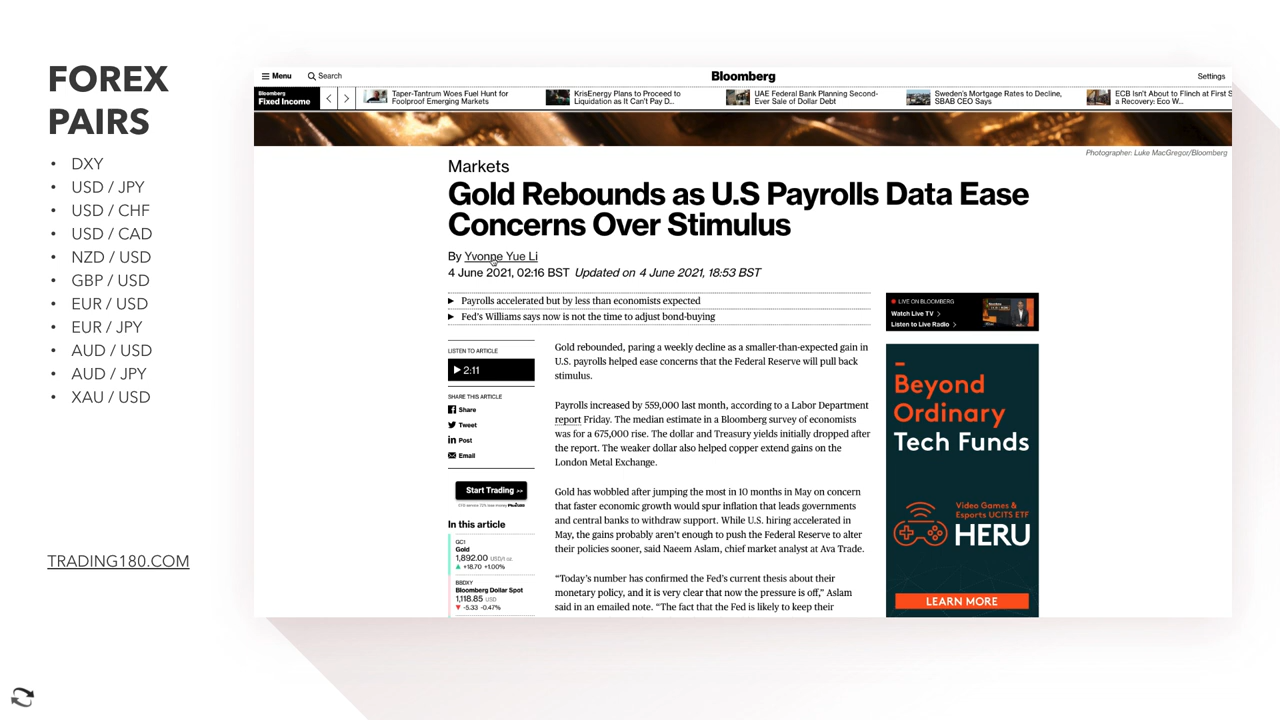 FOREX
PAIRS
• DXY
• USD / JPY
• USD / CHF
• USD / CAD
• NZD / USD
• GBP / USD
• EUR / USD
• EUR / JPY
• AUD / USD
• AUD / JPY
• XAU / USD
TRADING180.COM
Menu
Search
Bloomberg
Settings
Bloomberg
Fixed Income
Taper-Tantrum Woes Fuel Hunt for
Foolproof Emerging Markets
KrisEnergy Plans to Proceed to
Liquidation as It Can't Pay D...
UAE Federal Bank Planning Second-
Ever Sale of Dollar Debt
Sweden's Mortgage Rates to Decline,
SBAB CEO Says
ECB Isn't About to Flinch at First S
a Recovery: Eco W...
Photographer: Luke MacGregor/Bloomberg
Markets
Gold Rebounds as U.S Payrolls Data Ease
Concerns Over Stimulus
By Yvonne Yue Li
4 June 2021, 02:16 BST Updated on 4 June 2021, 18:53 BST
Payrolls accelerated but by less than economists expected
Fed's Williams says now is not the time to adjust bond-buying
LISTEN TO ARTICLE
2:11
SHARE THIS ARTICLE
Share
Tweet
Post
Email
Start Trading >>
In this article
GC1
Gold
1,892.00 USD/t oz.
▲ +18.70 +1.00%
BBDXY
Bloomberg Dollar Spot
1,118.85 USD
▼ -5.33 -0.47%
Gold rebounded, paring a weekly decline as a smaller-than-expected gain in
U.S. payrolls helped ease concerns that the Federal Reserve will pull back
stimulus.
Payrolls increased by 559,000 last month, according to a Labor Department
report Friday. The median estimate in a Bloomberg survey of economists
was for a 675,000 rise. The dollar and Treasury yields initially dropped after
the report. The weaker dollar also helped copper extend gains on the
London Metal Exchange.
Gold has wobbled after jumping the most in 10 months in May on concern
that faster economic growth would spur inflation that leads governments
and central banks to withdraw support. While U.S. hiring accelerated in
May, the gains probably aren't enough to push the Federal Reserve to alter
their policies sooner, said Naeem Aslam, chief market analyst at Ava Trade.
“Today's number has confirmed the Fed's current thesis about their
monetary policy, and it is very clear that now the pressure is off,” Aslam
said in an emailed note. “The fact that the Fed is likely to keep their
LIVE ON BLOOMBERG
Watch Live TV >
Listen to Live Radio >
Beyond
Ordinary
Tech Funds
Video Games &
Esports UCITS ETF
HERU
LEARN MORE